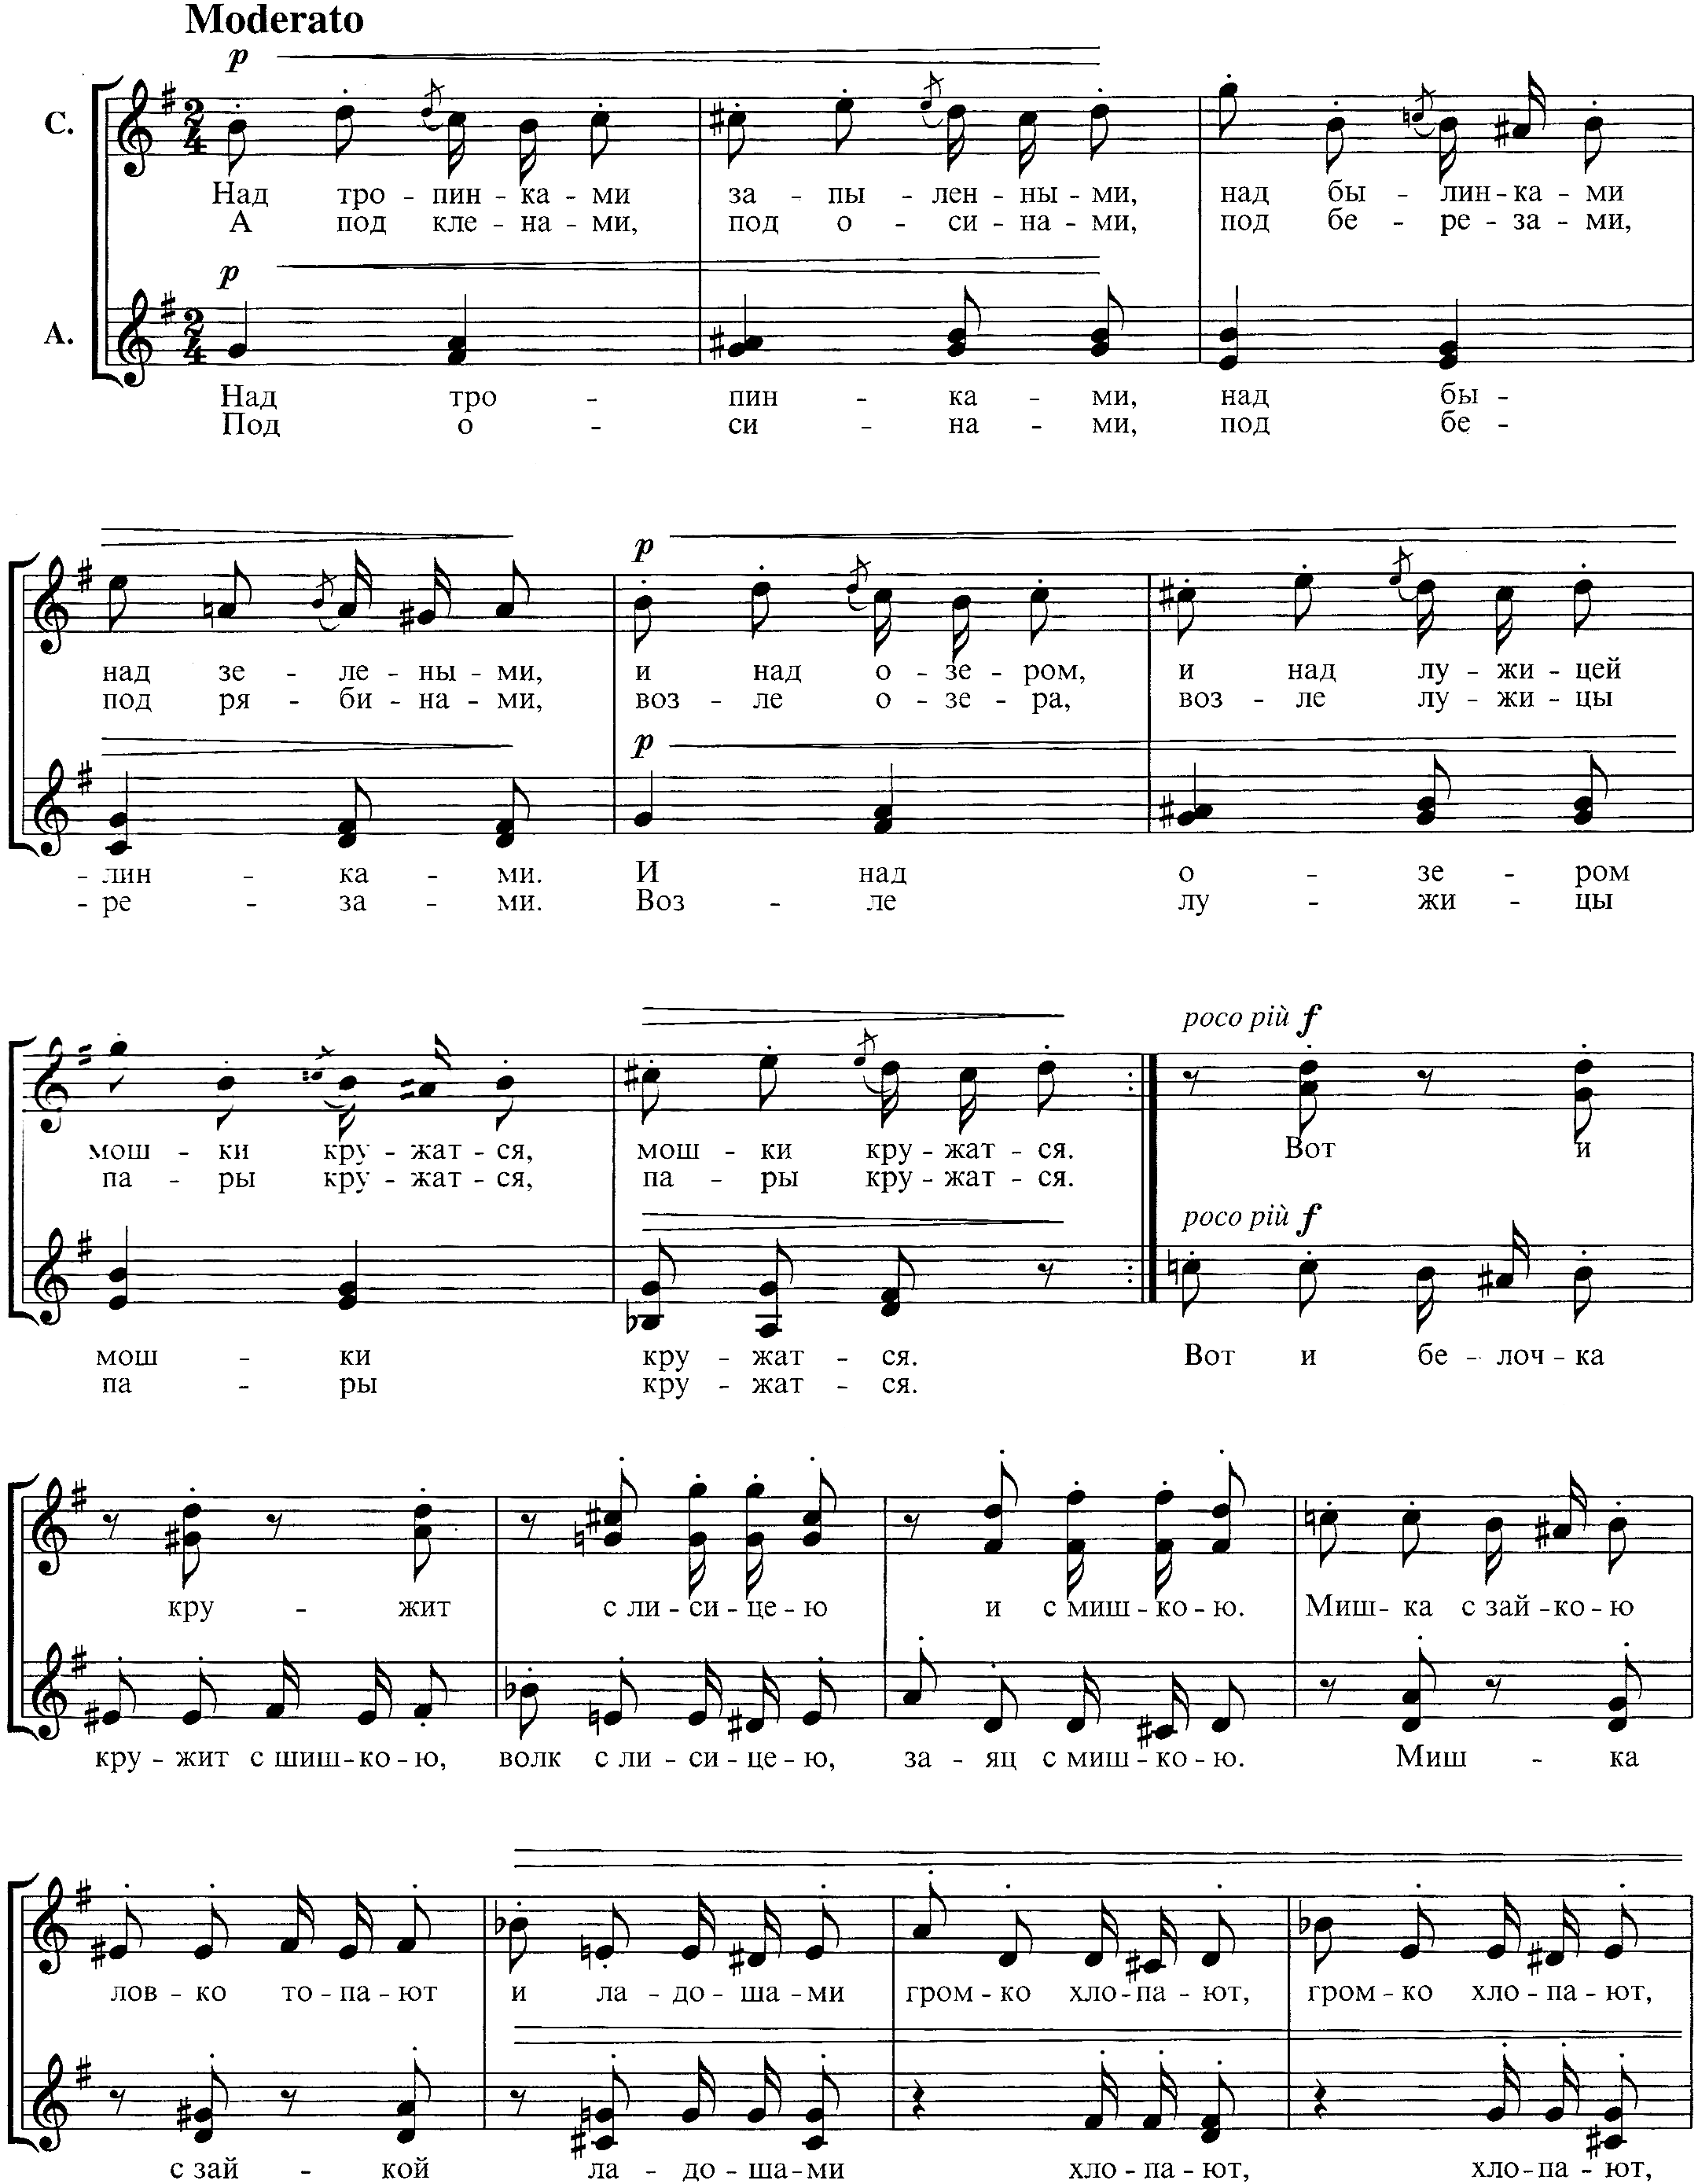 Moderato
p
C.
Над тро - пин - ка - ми за - пы - лен - ны - ми, над бы - лин - ка - ми
А под кле - на - ми, под о - си - на - ми, под бе - ре - за - ми,
p
A.
Над тро - пин - ка - ми, над бы -
Под о - си - на - ми, под бе -
p
над зе - ле - ны - ми, и над о - зе - ром, и над лу - жи - цей
под ря - би - на - ми, воз - ле о - зе - ра, воз - ле лу - жи - цы
p
- лин - ка - ми. И над о - зе - ром
- ре - за - ми. Воз - ле лу - жи - цы
poco più f
мош - ки кру - жат - ся, мош - ки кру - жат - ся. Вот и
па - ры кру - жат - ся, па - ры кру - жат - ся.
poco più f
мош - ки кру - жат - ся. Вот и бе - лоч - ка
па - ры кру - жат - ся.
кру - жит с ли - си - це - ю и с миш - ко - ю. Миш - ка с зай - ко - ю
кру - жит с шиш - ко - ю, волк с ли - си - це - ю, за - яц с миш - ко - ю. Миш - ка
лов - ко то - па - ют и ла - до - ша - ми гром - ко хло - па - ют, гром - ко хло - па - ют,
с зай - кой ла - до - ша - ми хло - па - ют, хло - па - ют,